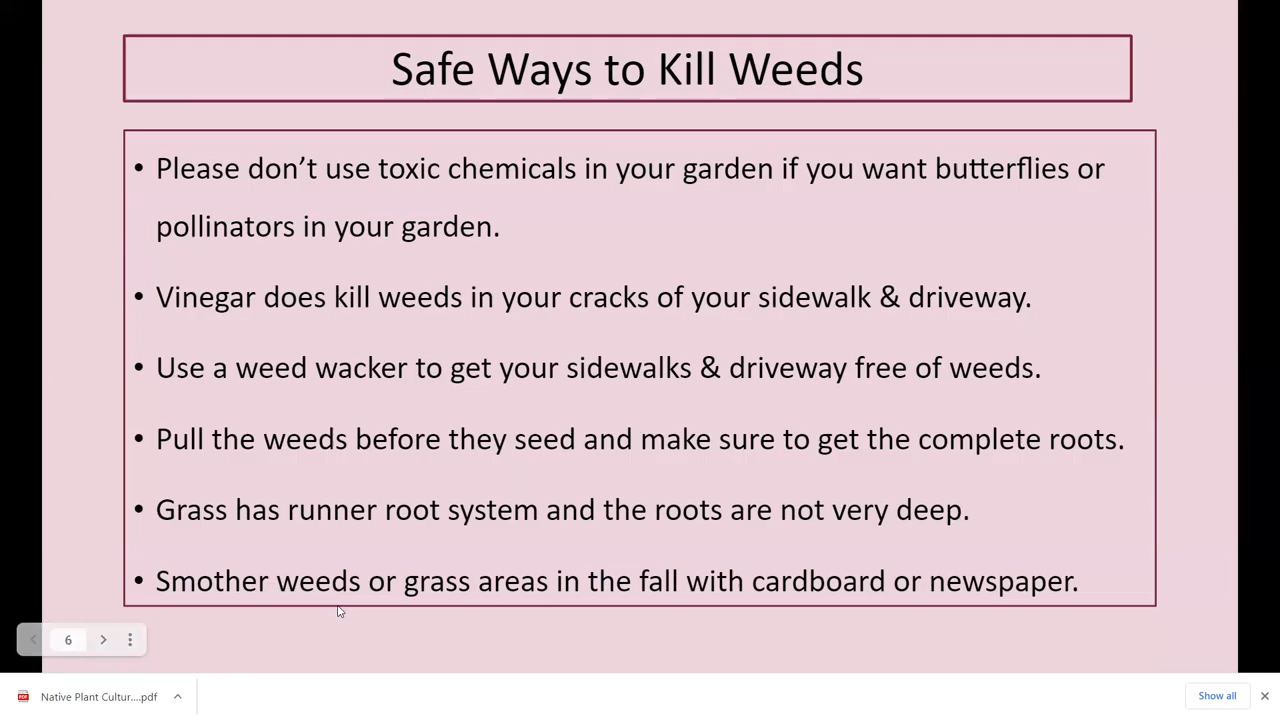 Safe Ways to Kill Weeds
• Please don’t use toxic chemicals in your garden if you want butterflies or
pollinators in your garden.
• Vinegar does kill weeds in your cracks of your sidewalk & driveway.
• Use a weed wacker to get your sidewalks & driveway free of weeds.
• Pull the weeds before they seed and make sure to get the complete roots.
• Grass has runner root system and the roots are not very deep.
• Smother weeds or grass areas in the fall with cardboard or newspaper.
6
PDF
Native Plant Cultur....pdf
Show all